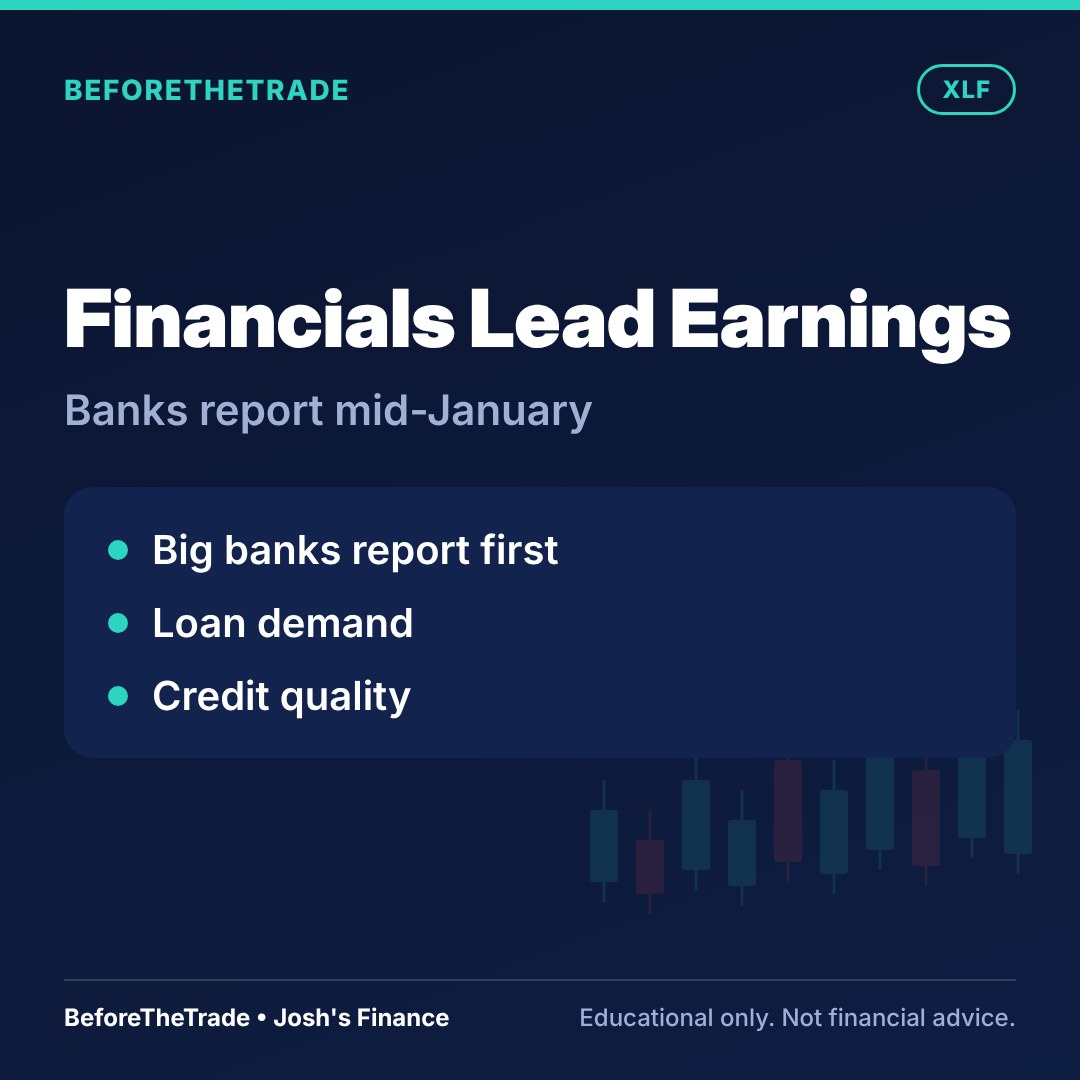 BEFORETHETRADE
XLF
Financials Lead Earnings
Banks report mid-January
Big banks report first
Loan demand
Credit quality
BeforeTheTrade • Josh's Finance
Educational only. Not financial advice.